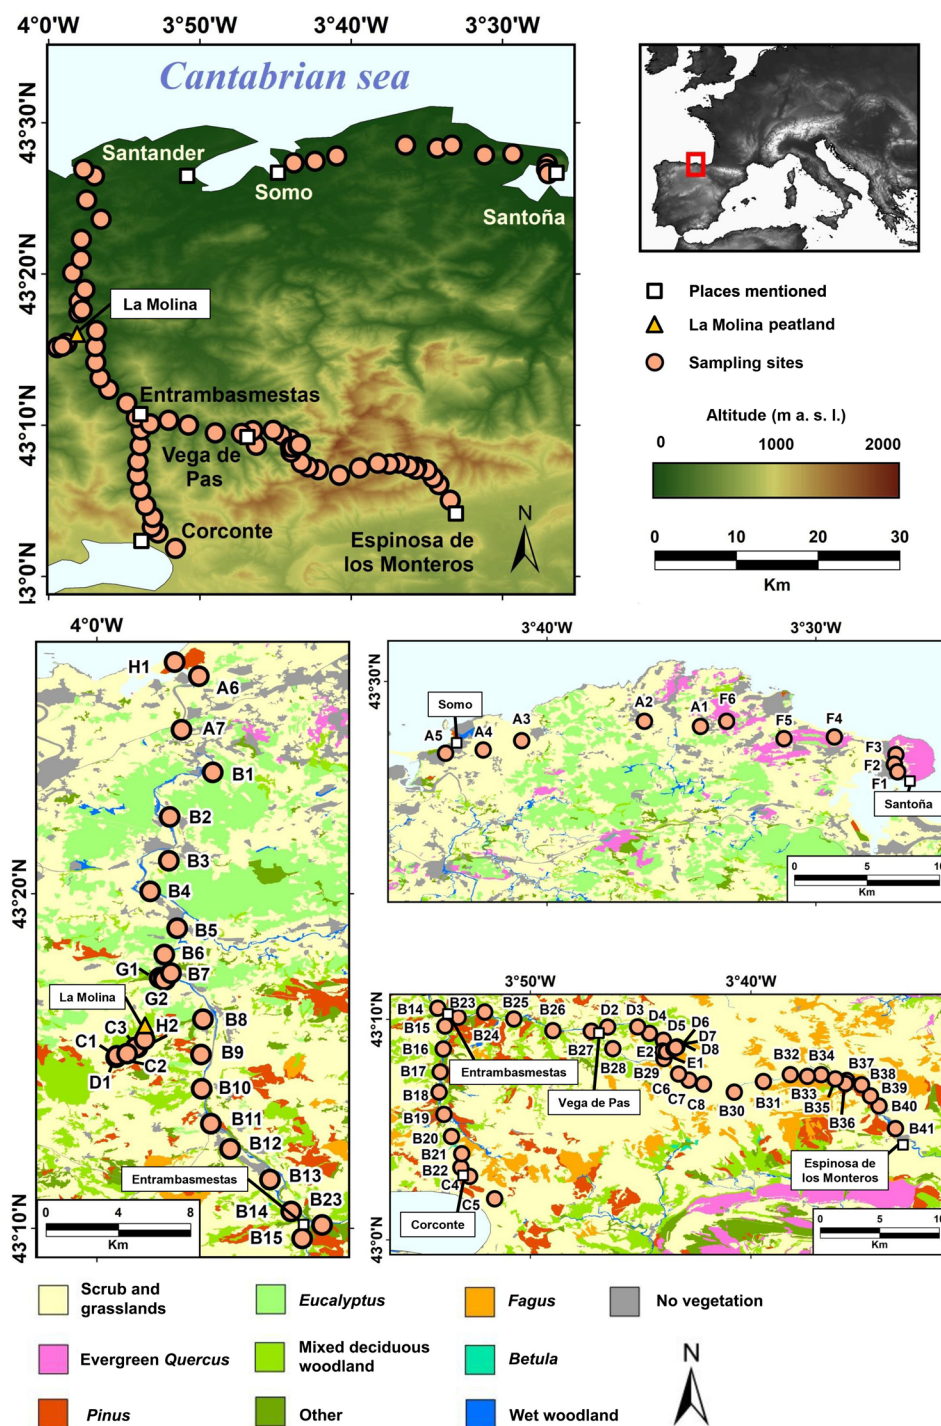 4°0'W
3°50'W
3°40'W
3°30'W
Cantabrian sea
43°30'N
43°20'N
43°10'N
43°0'N
Santander
Somo
Santoña
La Molina
Entrambasmestas
Vega de
Pas
Corconte
Espinosa de
los Monteros
N
Places mentioned
La Molina peatland
Sampling sites
Altitude (m a. s. l.)
0
1000
2000
0
10
20
30
Km
4°0'W
43°20'N
43°10'N
H1
A6
A7
B1
B2
B3
B4
B5
B6
B7
G1
G2
La Molina
B8
C3
H2
C1
B9
C2
D1
B10
B11
B12
Entrambasmestas
B13
B14
B23
B15
0
4
8
Km
3°40'W
3°30'W
43°30'N
Somo
A5
A4
A3
A2
A1
F6
F5
F4
F3
F2
F1
Santoña
0
5
10
Km
3°50'W
3°40'W
43°10'N
43°0'N
B14
B23
B25
B15
B24
B26
D2
D4
D5
D6
D7
D8
B16
B27
B28
E2
E1
B17
B29
Entrambasmestas
Vega de Pas
C6
C7
C8
B18
B19
B20
B21
B22
C4
C5
Corconte
B30
B31
B32
B34
B33
B35
B36
B37
B38
B39
B40
B41
Espinosa de
los Monteros
0
5
10
Km
Scrub and
grasslands
Eucalyptus
Fagus
No vegetation
Evergreen Quercus
Mixed deciduous
woodland
Betula
Pinus
Other
Wet woodland
N